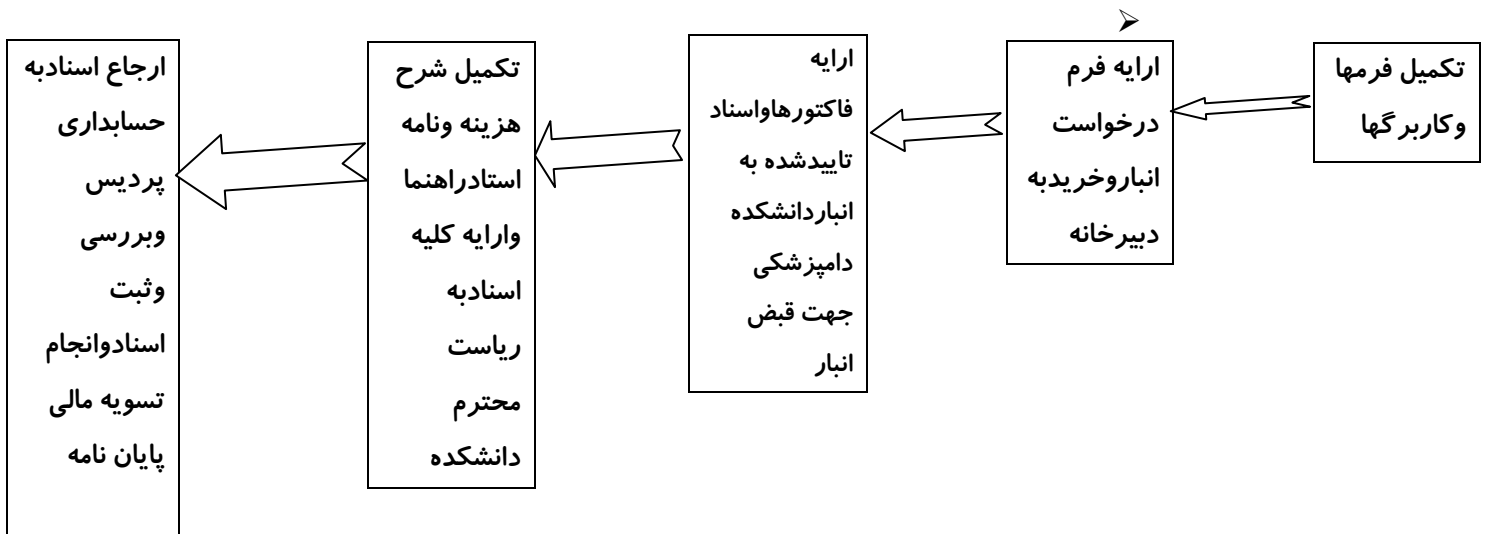 تکمیل فرمها
وکاربرگها
ارایه فرم
درخواست
انباروخریدبه
دبیرخانه
ارایه
فاکتورهاواسناد
تاییدشده به
انباردانشکده
دامپزشکی
جهت قبض
انبار
تکمیل شرح
هزینه ونامه
استادراهنما
وارایه کلیه
اسنادبه
ریاست
محترم
دانشکده
ارجاع اسنادبه
حسابداری
پردیس
وبررسی
وثبت
اسنادوانجام
تسویه مالی
پایان نامه